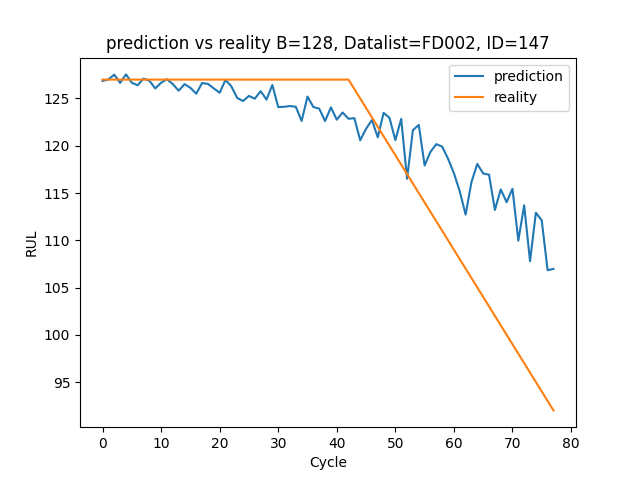 prediction vs reality B=128, Datalist=FD002, ID=147
prediction
reality
125
120
115
110
105
100
95
RUL
0 10 20 30 40 50 60 70 80
Cycle